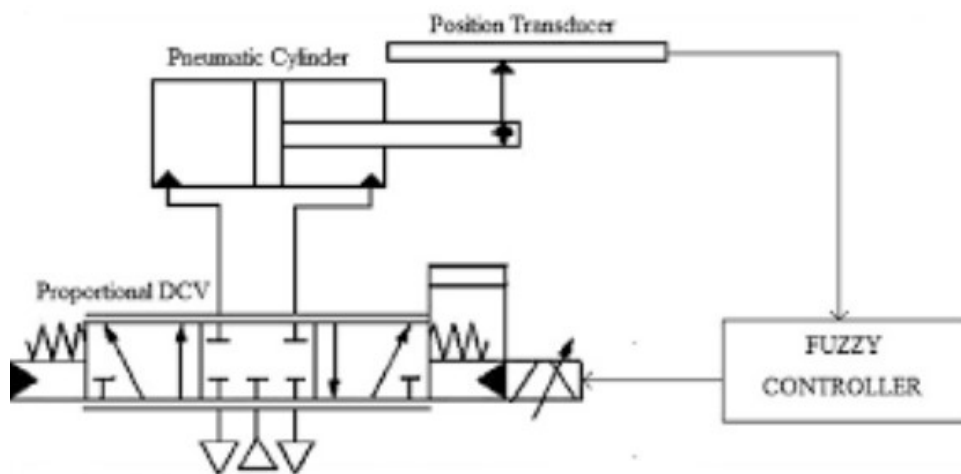 Position Transducer
Pneumatic Cylinder
Proportional DCV
FUZZY
CONTROLLER